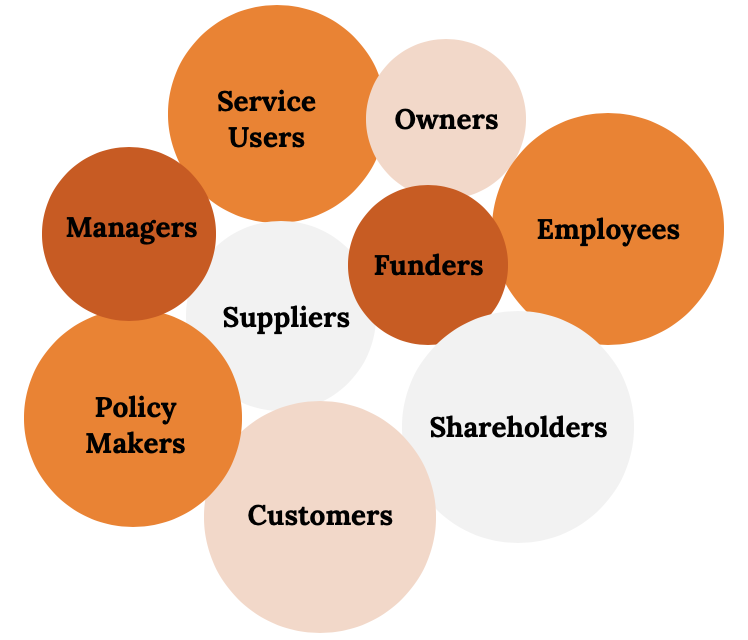 Service
Users
Owners
Managers
Employees
Funders
Suppliers
Policy
Makers
Shareholders
Customers